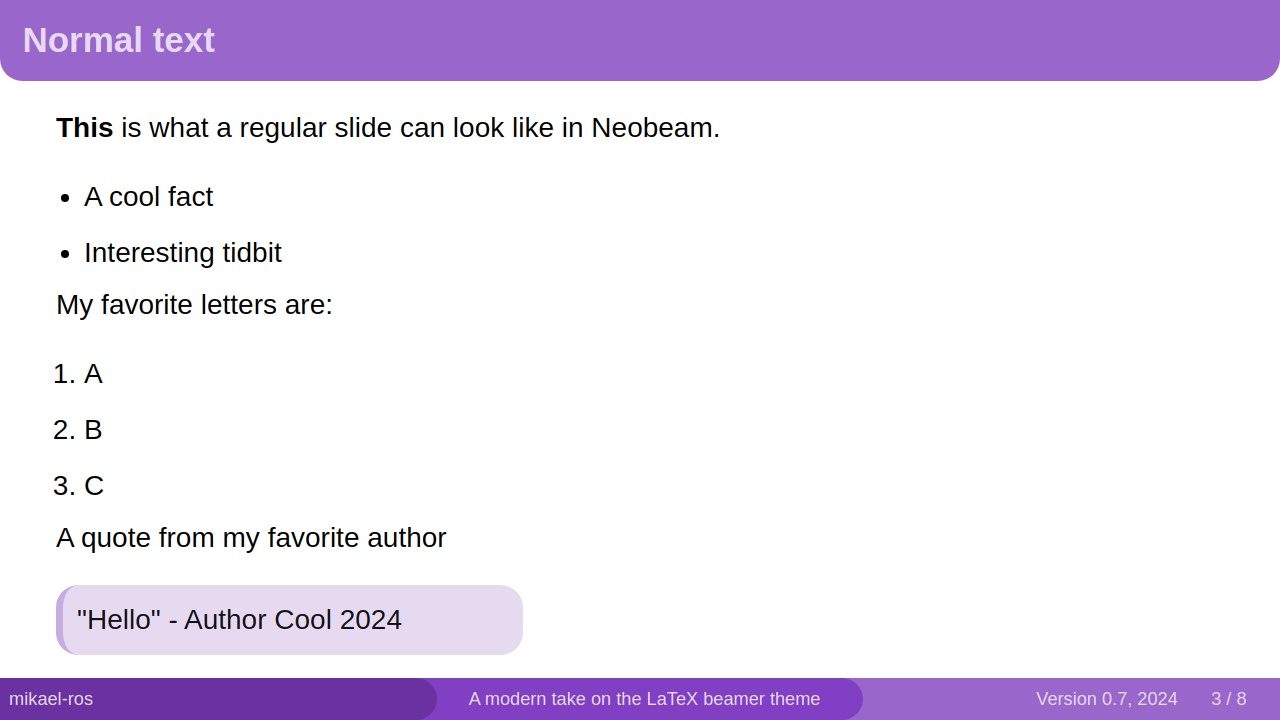 Normal text
This is what a regular slide can look like in Neobeam.
• A cool fact
• Interesting tidbit
My favorite letters are:
1. A
2. B
3. C
A quote from my favorite author
"Hello" - Author Cool 2024
mikael-ros A modern take on the LaTeX beamer theme Version 0.7, 2024 3 / 8